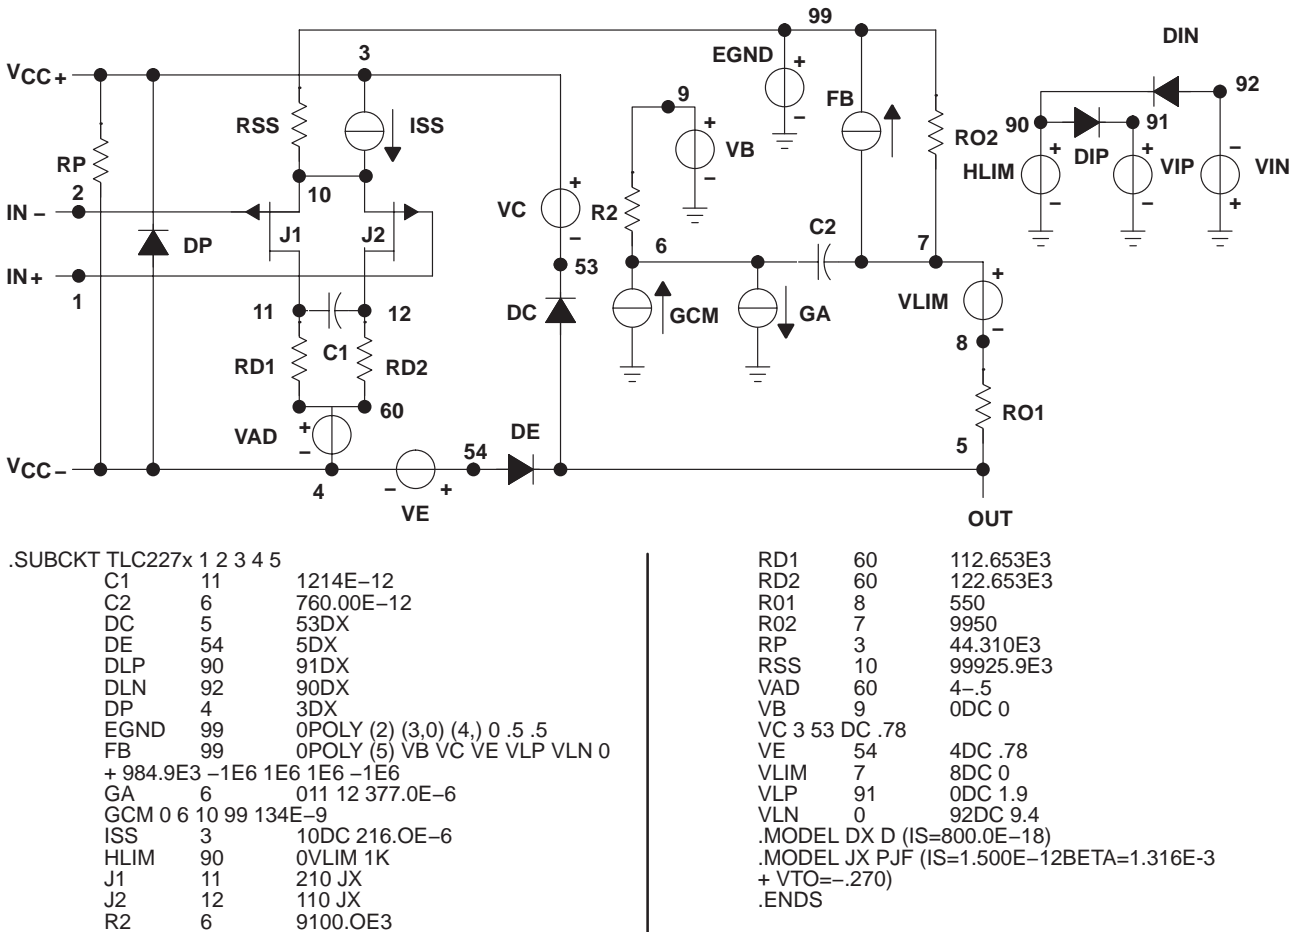 99
DIN
3
EGND
+
VCC+
9
FB
92
RSS
ISS
+
VB
RO2
90
91
RP
DIP
+
+
–
2
10
HLIM
VIP
VIN
–
–
–
+
IN –
VC
+
–
R2
C2
J1
J2
DP
6
7
IN+
53
1
+
VLIM
–
11
12
DC
GCM
GA
8
C1
RD1
RD2
RO1
60
VAD
+
–
DE
54
5
VCC–
4
–
+
VE
OUT
.SUBCKT TLC227x 1 2 3 4 5
C1 11 1214E–12
C2 6 760.00E–12
DC 5 53DX
DE 54 5DX
DLP 90 91DX
DLN 92 90DX
DP 4 3DX
EGND 99 0POLY (2) (3,0) (4,) 0 .5 .5
FB 99 0POLY (5) VB VC VE VLP VLN 0
+ 984.9E3 –1E6 1E6 1E6 –1E6
GA 6 011 12 377.0E–6
GCM 0 6 10 99 134E–9
ISS 3 10DC 216.OE–6
HLIM 90 0VLIM 1K
J1 11 210 JX
J2 12 110 JX
R2 6 9100.OE3
RD1 60 112.653E3
RD2 60 122.653E3
R01 8 550
R02 7 9950
RP 3 44.310E3
RSS 10 99925.9E3
VAD 60 4–.5
VB 9 0DC 0
VC 3 53 DC .78
VE 54 4DC .78
VLIM 7 8DC 0
VLP 91 0DC 1.9
VLN 0 92DC 9.4
.MODEL DX D (IS=800.0E–18)
.MODEL JX PJF (IS=1.500E–12BETA=1.316E-3
+ VTO=–.270)
.ENDS